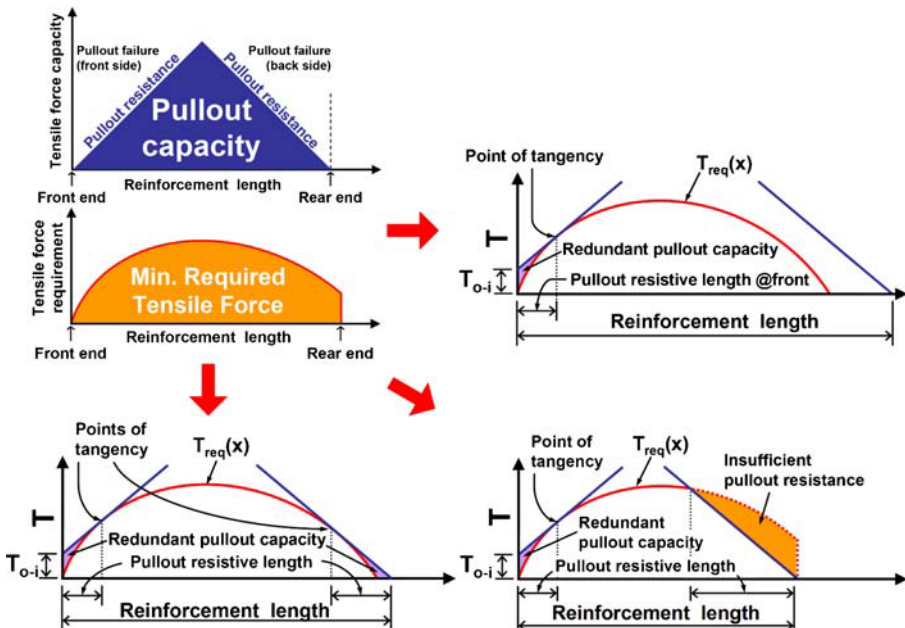 Tensile force capacity
Pullout failure
(front side)
Pullout failure
(back side)
Pullout resistance
Pullout resistance
Pullout
capacity
Reinforcement length
Front end
Rear end
Tensile force
requirement
Min. Required
Tensile Force
Reinforcement length
Front end
Rear end
Point of
tangency
Treq(x)
T
Redundant pullout capacity
To-i
Pullout resistive length @front
Reinforcement length
Points of
tangency
Treq(x)
T
Redundant pullout capacity
To-i
Pullout resistive length
Reinforcement length
Point of
tangency
Treq(x)
Insufficient
pullout resistance
T
Redundant
pullout capacity
To-i
Pullout resistive length
Reinforcement length